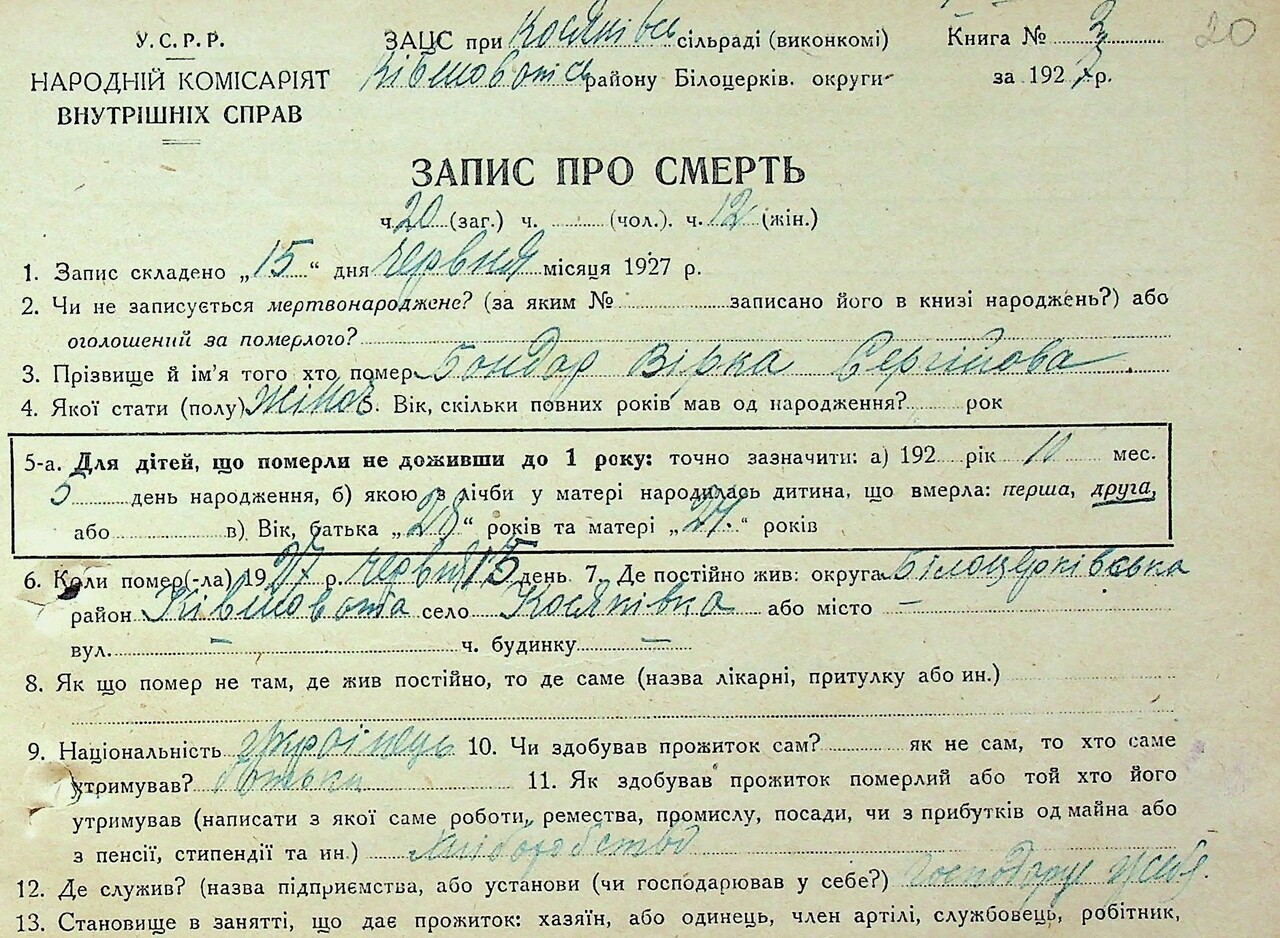 20
У.С.Р.Р.
НАРОДНІЙ КОМІСАРІЯТ
ВНУТРІШНІХ СПРАВ
ЗАЦС при Косяківс сільраді (виконкомі)
району Білоцерків. округи
Книга № 3
за 1927 р.
ЗАПИС ПРО СМЕРТЬ
ч. 20 (заг.) ч. (чол.). ч. 12 (жін.)
1. Запис складено „15“ дня червня місяця 1927 р.
2. Чи не записується мертвонароджене? (за яким № записано його в книзі народжень?) або
оголошений за померлого?
3. Прізвище й ім'я того хто помер Бондар Вірка Сергійова
4. Якої стати (полу) жіноч 5. Вік, скільки повних років мав од народження? рок
5-а. Для дітей, що померли не доживши до 1 року: точно зазначити: а) 192 рік 10 мес.
5 день народження, б) якою з лічби у матері народилась дитина, що вмерла: перша, друга,
або в) Вік, батька „28“ років та матері „27“ років
6. Коли помер(-ла) 1927 р. червня 15 день 7. Де постійно жив: округа Білоцерківська
район село Косяківка або місто –
вул. – ч. будинку –
8. Як що помер не там, де жив постійно, то де саме (назва лікарні, притулку або ин.)
9. Національність українець 10. Чи здобував прожиток сам? як не сам, то хто саме
утримував? батьки 11. Як здобував прожиток померлий або той хто його
утримував (написати з якої саме роботи, ремества, промислу, посади, чи з прибутків од майна або
з пенсії, стипендії та ин.) хліборобство
12. Де служив? (назва підприємства, або установи (чи господарював у себе?)
13. Становище в занятті, що дає прожиток: хазяїн, або одинець, член артілі, службовець, робітник,